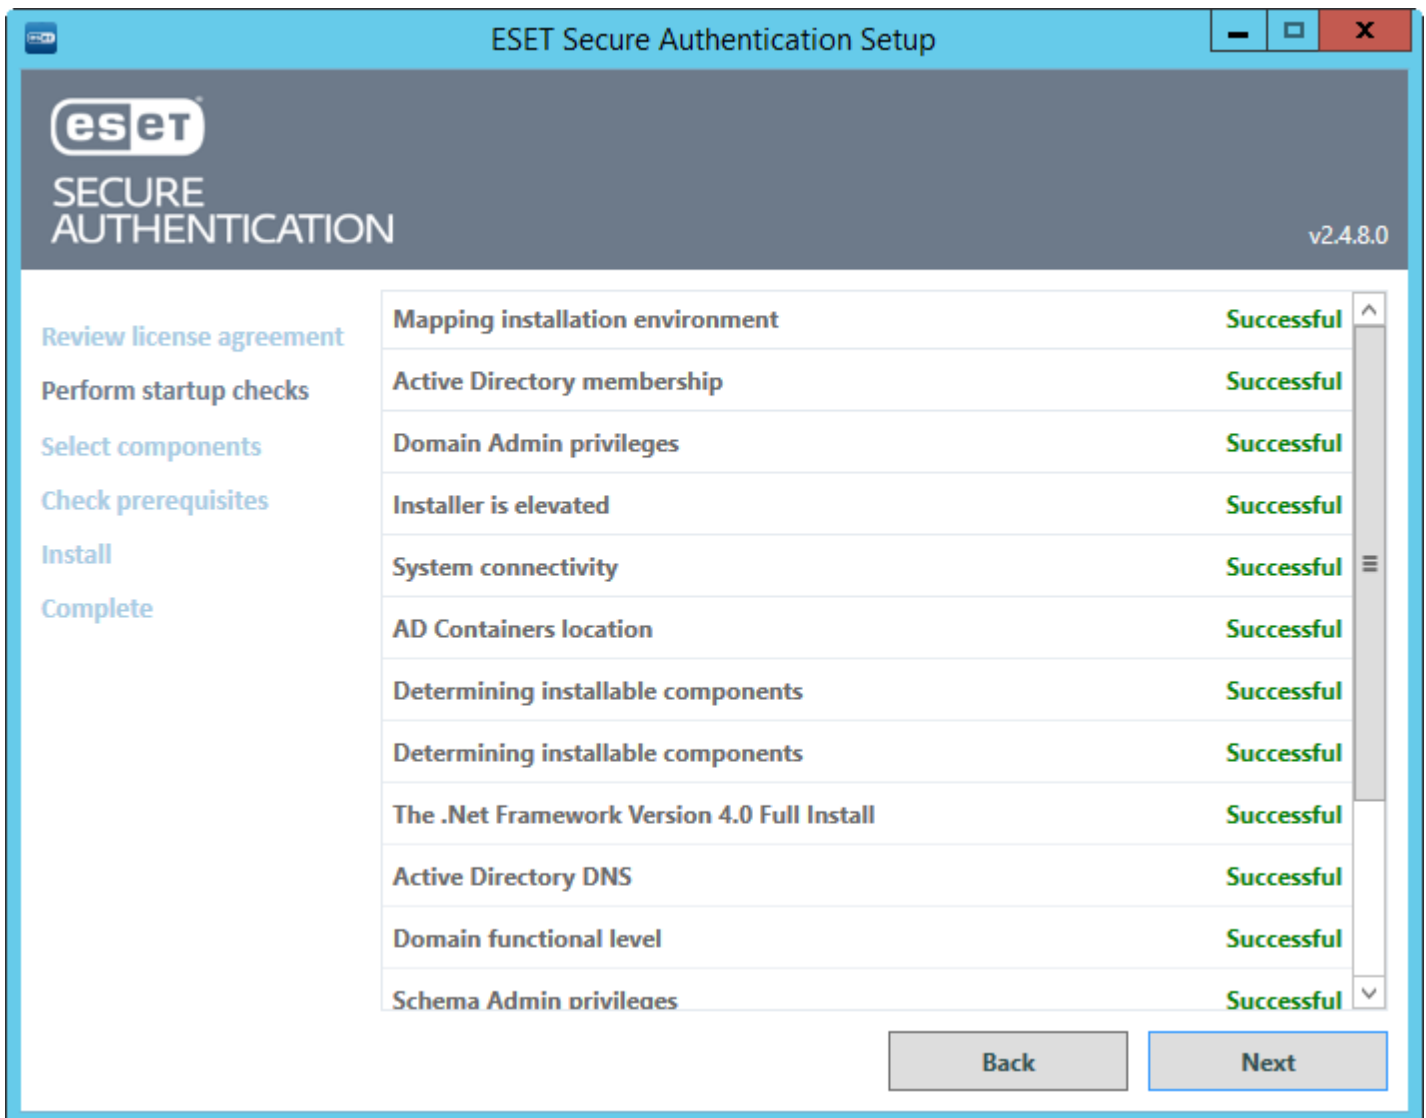 ESET Secure Authentication Setup
eset
SECURE
AUTHENTICATION
v2.4.8.0
Review license agreement
Perform startup checks
Select components
Check prerequisites
Install
Complete
Mapping installation environment Successful
Active Directory membership Successful
Domain Admin privileges Successful
Installer is elevated Successful
System connectivity Successful
AD Containers location Successful
Determining installable components Successful
Determining installable components Successful
The .Net Framework Version 4.0 Full Install Successful
Active Directory DNS Successful
Domain functional level Successful
Schema Admin privileges Successful
Back Next